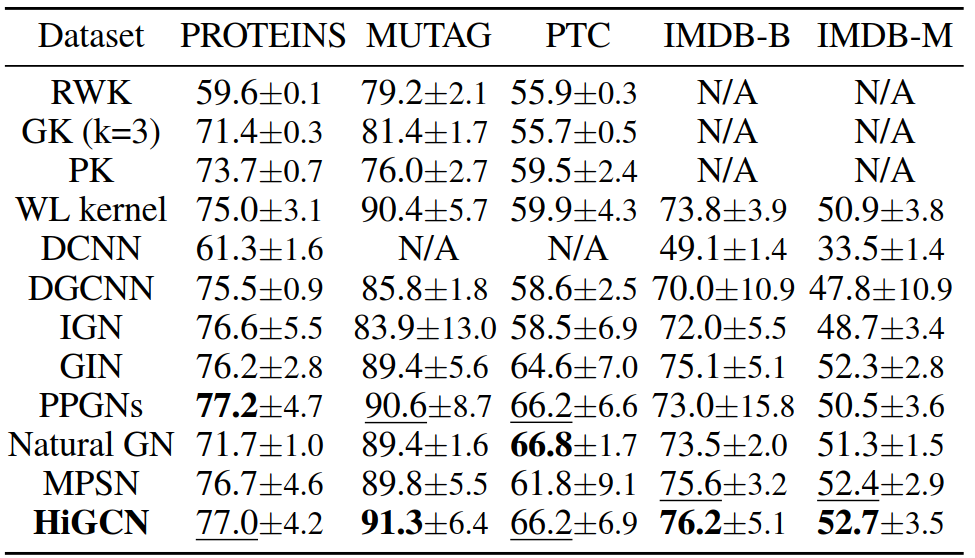 Dataset PROTEINS MUTAG PTC IMDB-B IMDB-M
RWK 59.6±0.1 79.2±2.1 55.9±0.3 N/A N/A
GK (k=3) 71.4±0.3 81.4±1.7 55.7±0.5 N/A N/A
PK 73.7±0.7 76.0±2.7 59.5±2.4 N/A N/A
WL kernel 75.0±3.1 90.4±5.7 59.9±4.3 73.8±3.9 50.9±3.8
DCNN 61.3±1.6 N/A N/A 49.1±1.4 33.5±1.4
DGCNN 75.5±0.9 85.8±1.8 58.6±2.5 70.0±10.9 47.8±10.9
IGN 76.6±5.5 83.9±13.0 58.5±6.9 72.0±5.5 48.7±3.4
GIN 76.2±2.8 89.4±5.6 64.6±7.0 75.1±5.1 52.3±2.8
PPGNs 77.2±4.7 90.6±8.7 66.2±6.6 73.0±15.8 50.5±3.6
Natural GN 71.7±1.0 89.4±1.6 66.8±1.7 73.5±2.0 51.3±1.5
MPSN 76.7±4.6 89.8±5.5 61.8±9.1 75.6±3.2 52.4±2.9
HiGCN 77.0±4.2 91.3±6.4 66.2±6.9 76.2±5.1 52.7±3.5